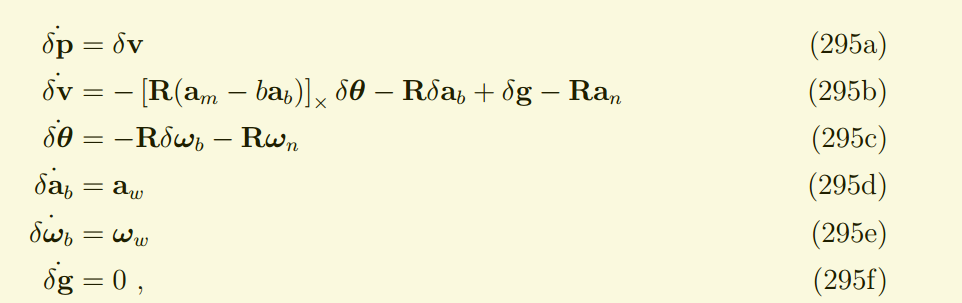 δṗ = δv (295a)
δv̇ = − [R(a_m − ba_b)]_× δθ − Rδa_b + δg − Ra_n (295b)
δθ̇ = −Rδω_b − Rω_n (295c)
δȧ_b = a_w (295d)
δω̇_b = ω_w (295e)
δġ = 0 , (295f)